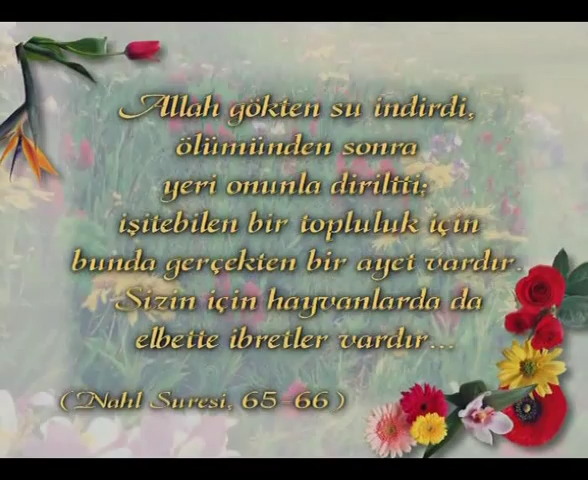 Allah gökten su indirdi,
ölümünden sonra
yeri onunla diriltti;
işitebilen bir topluluk için
bunda gerçekten bir ayet vardır.
Sizin için hayvanlarda da
elbette ibretler vardır...
(Nahl Suresi, 65-66)